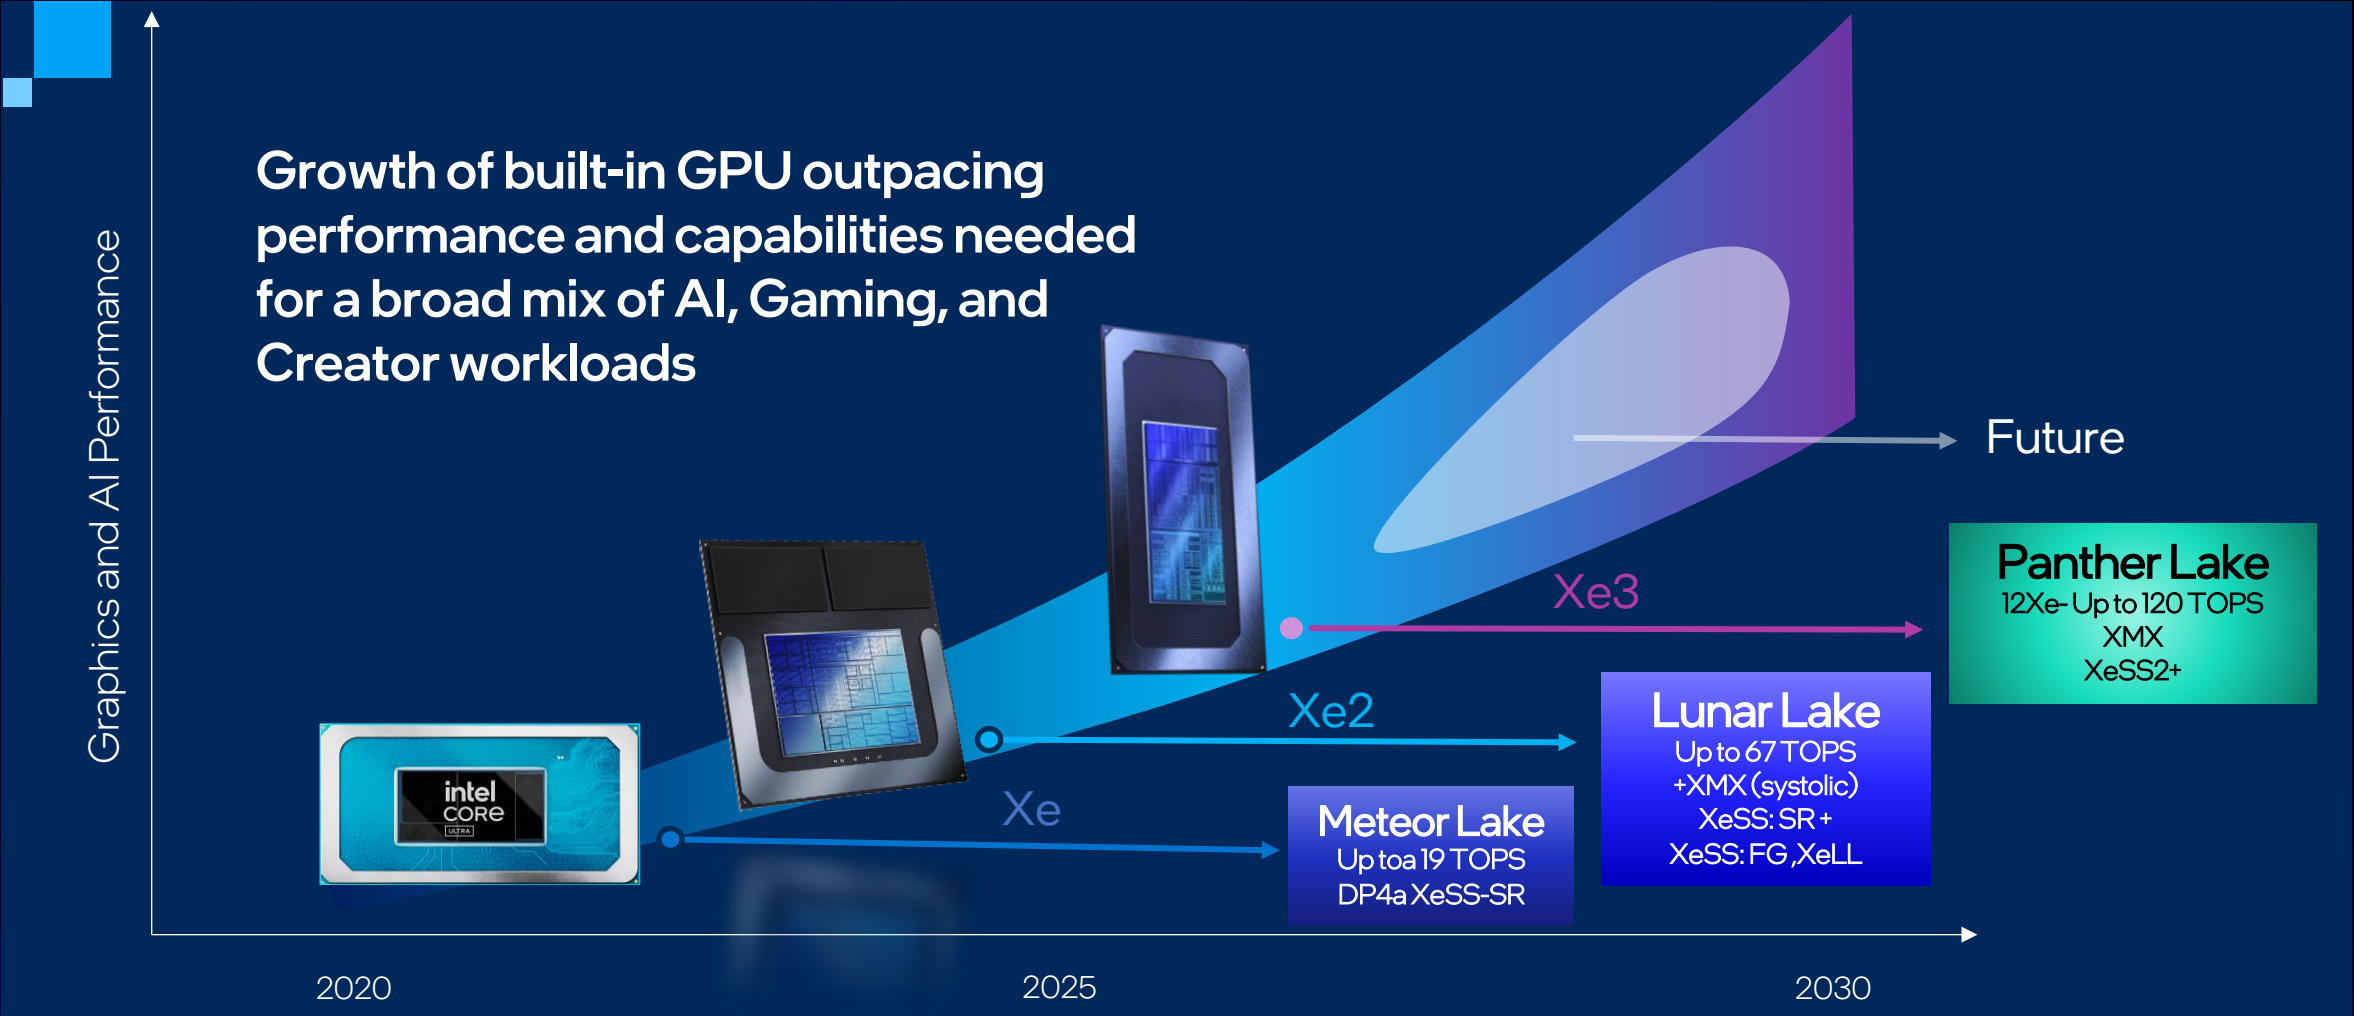 Growth of built-in GPU outpacing
performance and capabilities needed
for a broad mix of AI, Gaming, and
Creator workloads
Graphics and AI Performance
Future
Panther Lake
12Xe- Up to 120 TOPS
XMX
XeSS2+
Xe3
Xe2
Lunar Lake
Up to 67 TOPS
+XMX (systolic)
XeSS: SR +
XeSS: FG ,XeLL
Xe
Meteor Lake
Up toa 19 TOPS
DP4a XeSS-SR
intel
CORE
ULTRA
2020
2025
2030